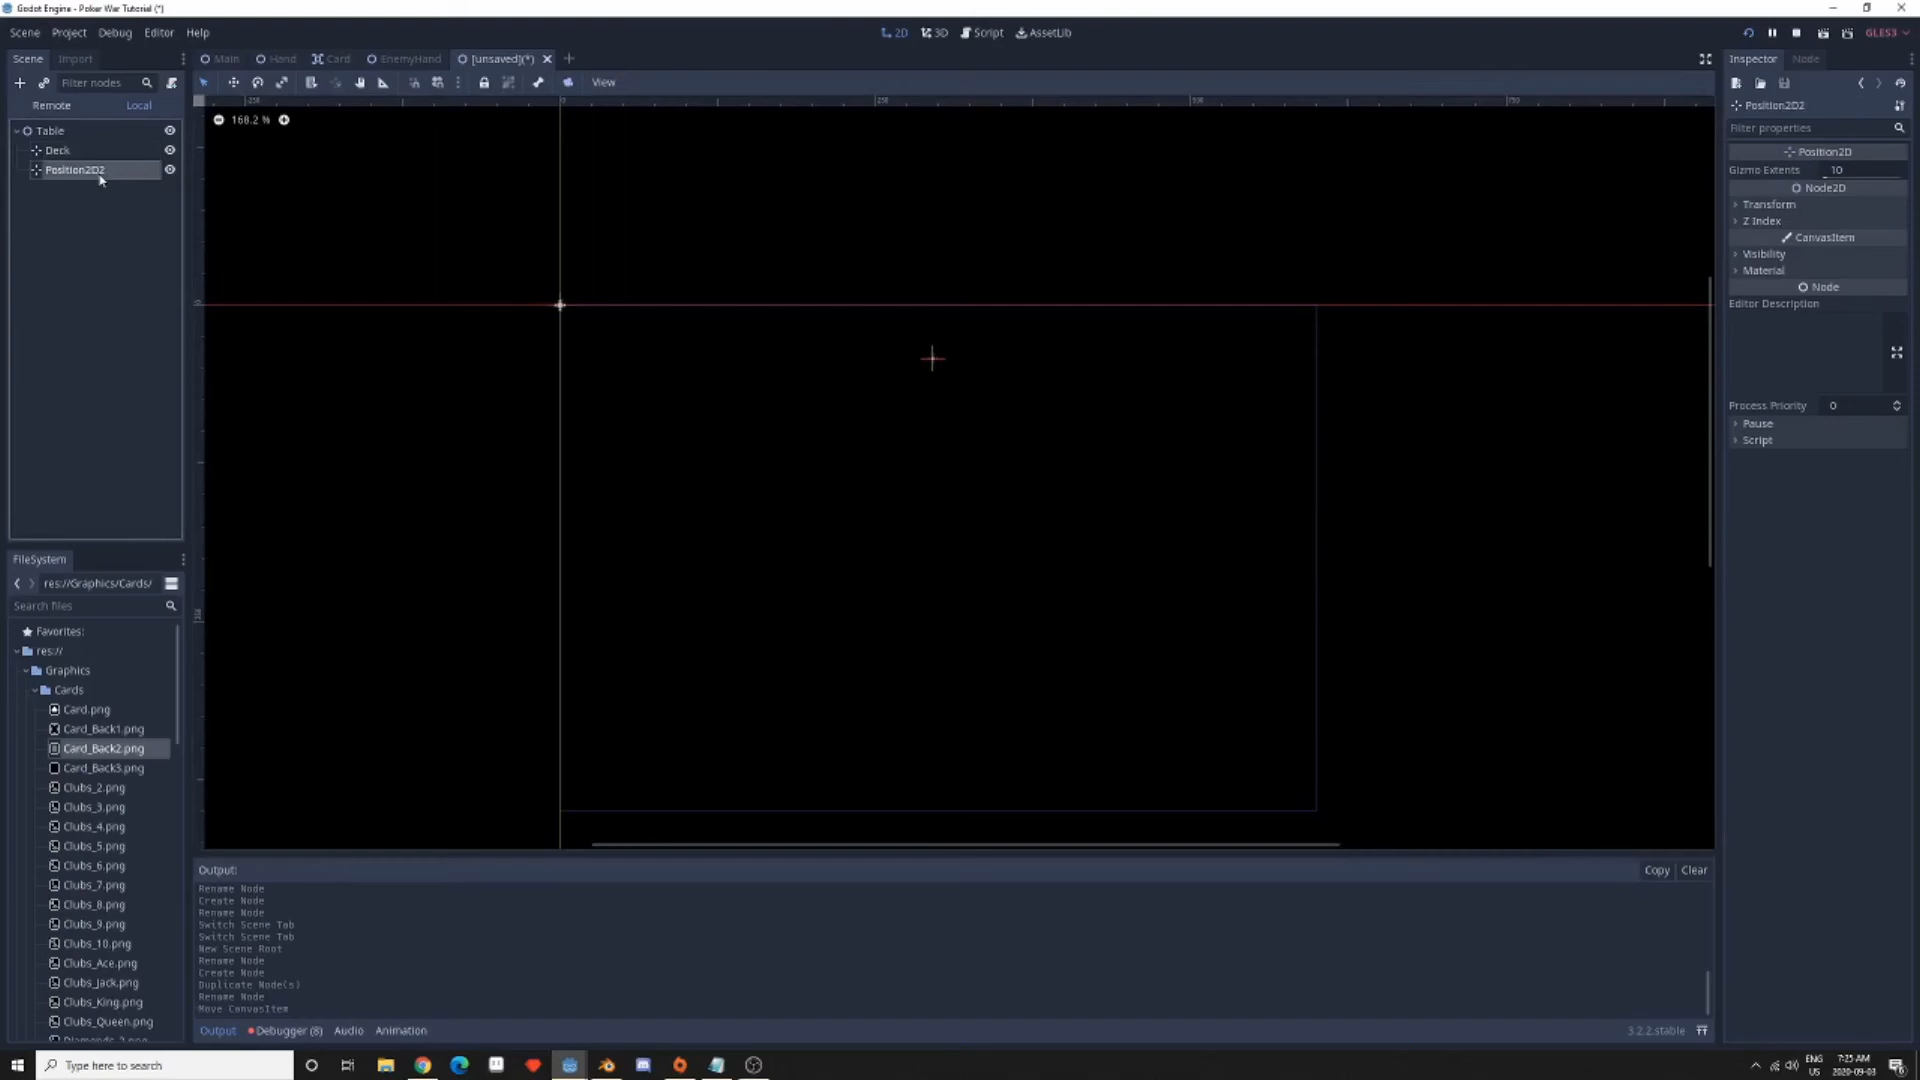 Godot Engine - Poker War Tutorial (*)
Scene Project Debug Editor Help
2D 3D Script AssetLib
GLES3
Scene Import
Main Hand Card EnemyHand [unsaved](*)
Inspector Node
Filter nodes
View
Remote Local
Position2D2
168.2 %
Filter properties
Table
Deck
Position2D2
Position2D
Gizmo Extents 10
Node2D
Transform
Z Index
CanvasItem
Visibility
Material
Node
Editor Description
Process Priority 0
Pause
Script
FileSystem
res://Graphics/Cards/
Search files
Favorites:
res://
Graphics
Cards
Card.png
Card_Back1.png
Card_Back2.png
Card_Back3.png
Clubs_2.png
Clubs_3.png
Clubs_4.png
Clubs_5.png
Clubs_6.png
Clubs_7.png
Clubs_8.png
Clubs_9.png
Clubs_10.png
Clubs_Ace.png
Clubs_Jack.png
Clubs_King.png
Clubs_Queen.png
Output:
Copy Clear
Rename Node
Create Node
Rename Node
Switch Scene Tab
Switch Scene Tab
New Scene Root
Rename Node
Create Node
Duplicate Node(s)
Rename Node
Move CanvasItem
Output Debugger (8) Audio Animation
3.2.2.stable
Type here to search
ENG
US
7:25 AM
2020-09-03